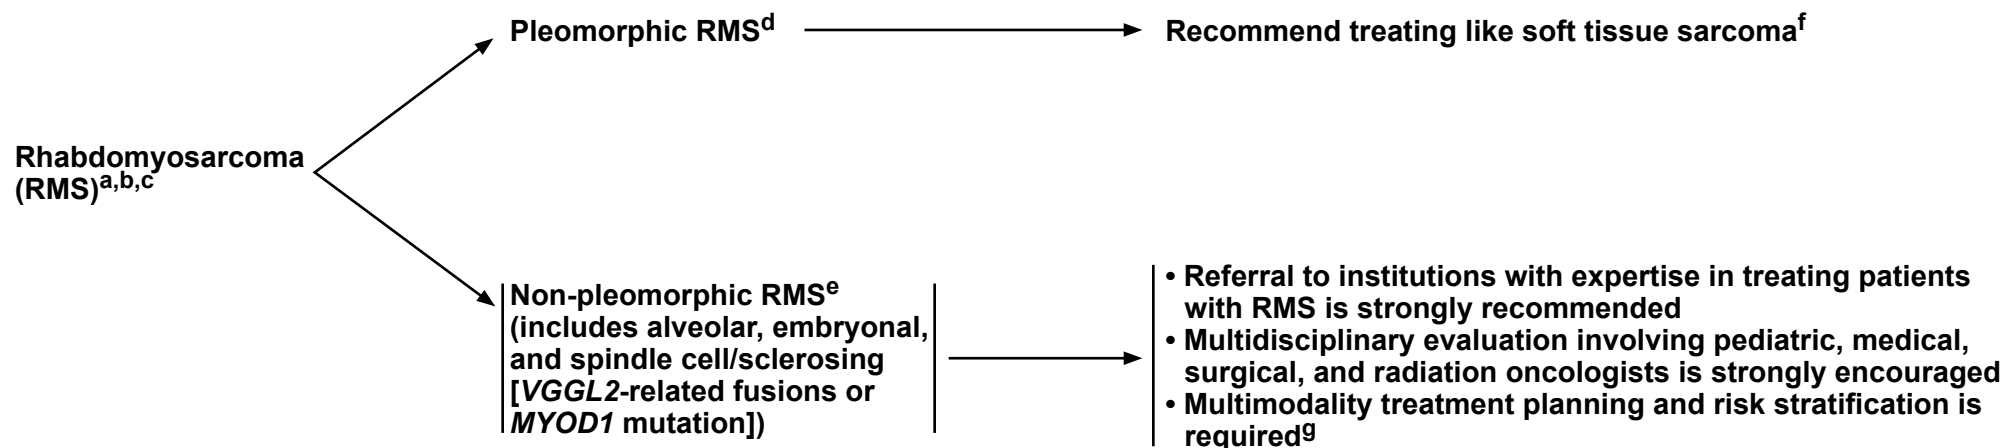 Pleomorphic RMSd
Recommend treating like soft tissue sarcomaf
Rhabdomyosarcoma
(RMS)a,b,c
Non-pleomorphic RMSe
(includes alveolar, embryonal,
and spindle cell/sclerosing
[VGGL2-related fusions or
MYOD1 mutation])
• Referral to institutions with expertise in treating patients
with RMS is strongly recommended
• Multidisciplinary evaluation involving pediatric, medical,
surgical, and radiation oncologists is strongly encouraged
• Multimodality treatment planning and risk stratification is
requiredg